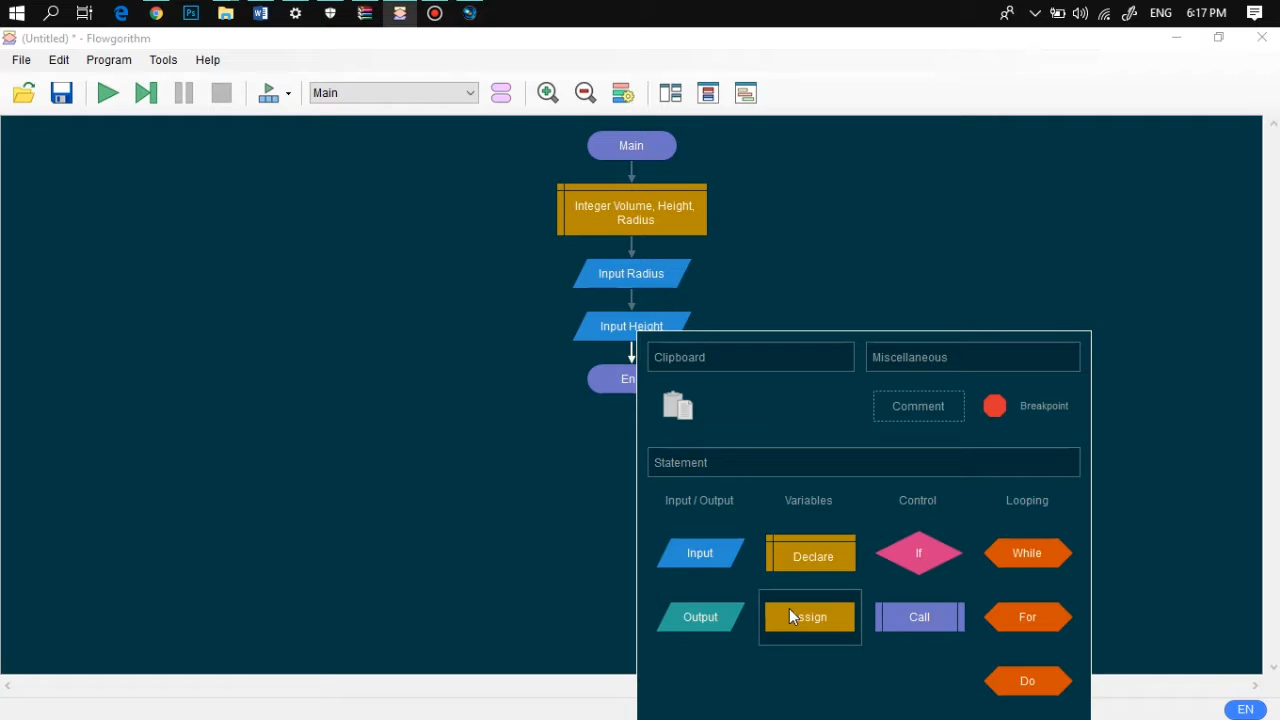 ENG 6:17 PM
(Untitled) * - Flowgorithm
File Edit Program Tools Help
Main
Main
Integer Volume, Height,
Radius
Input Radius
Input Height
Clipboard Miscellaneous
Comment Breakpoint
Statement
Input / Output Variables Control Looping
Input Declare If While
Output Call For
Do
EN